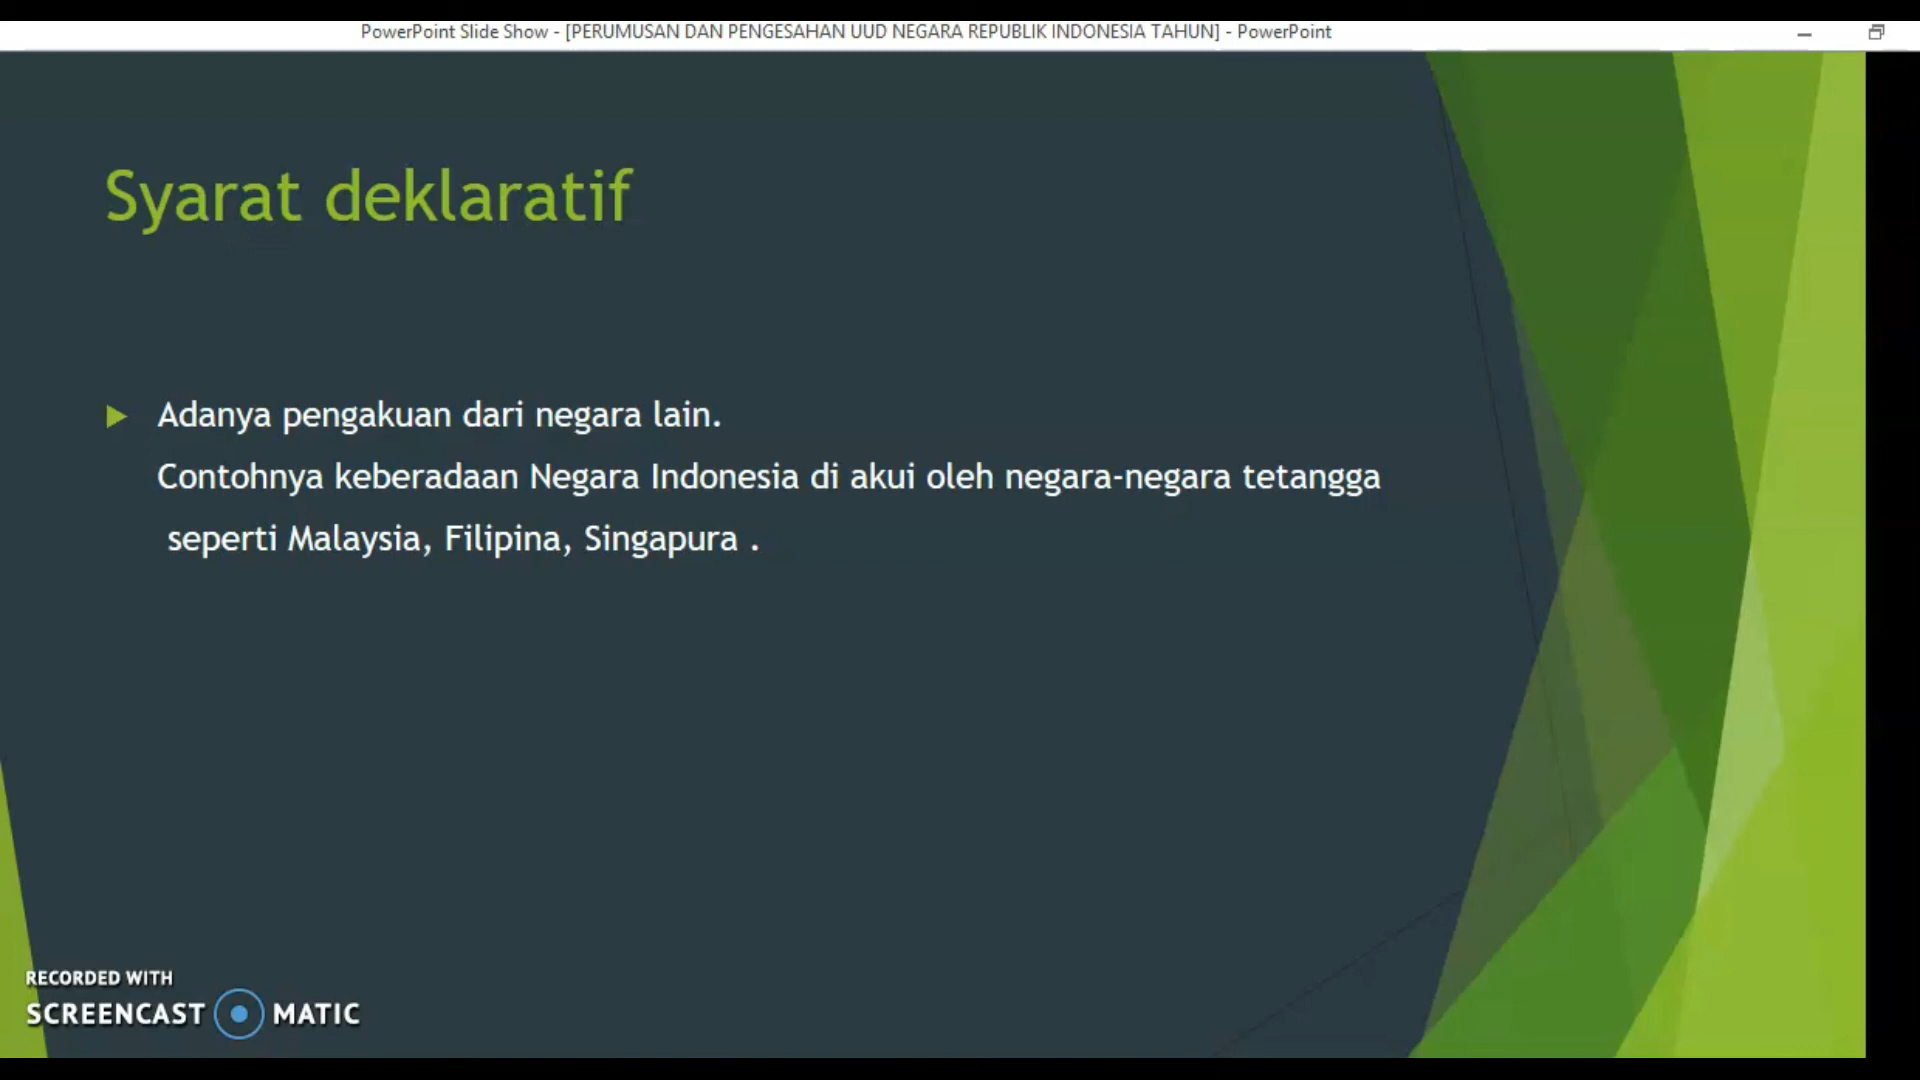 PowerPoint Slide Show - [PERUMUSAN DAN PENGESAHAN UUD NEGARA REPUBLIK INDONESIA TAHUN] - PowerPoint
Syarat deklaratif
Adanya pengakuan dari negara lain.
Contohnya keberadaan Negara Indonesia di akui oleh negara-negara tetangga
seperti Malaysia, Filipina, Singapura .
RECORDED WITH
SCREENCAST MATIC